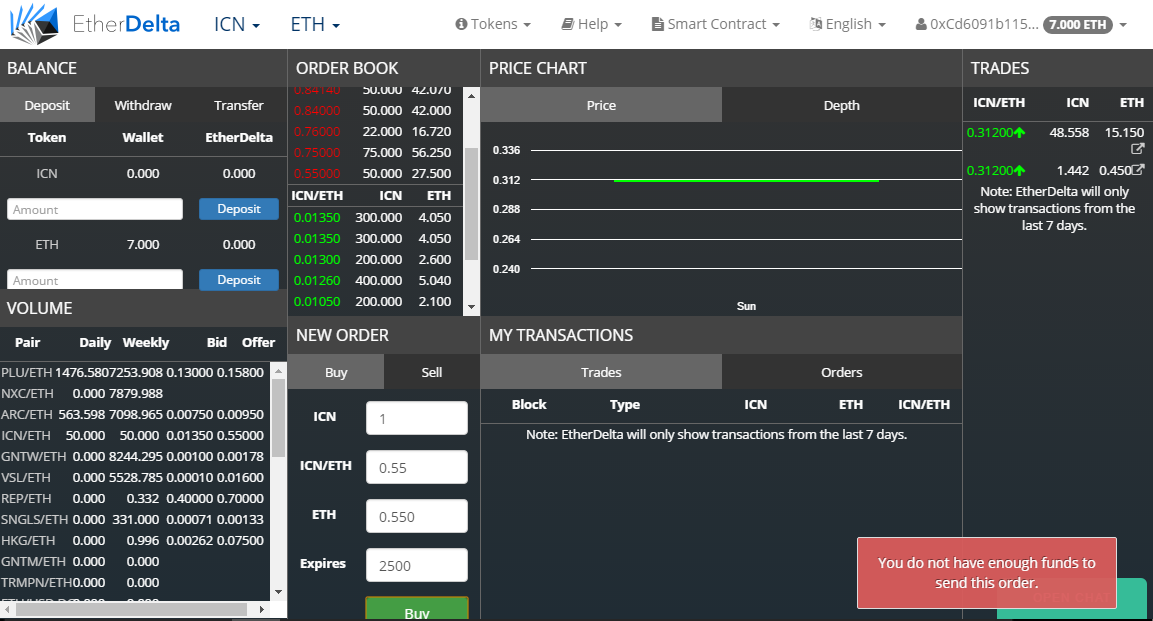 EtherDelta ICN ETH Tokens Help Smart Contract English 0xCd6091b115... 7.000 ETH
BALANCE
Deposit Withdraw Transfer
Token Wallet EtherDelta
ICN 0.000 0.000
Amount Deposit
ETH 7.000 0.000
Amount Deposit
VOLUME
Pair Daily Weekly Bid Offer
PLU/ETH 1476.580 7253.908 0.13000 0.15800
NXC/ETH 0.000 7879.988
ARC/ETH 563.598 7098.965 0.00750 0.00950
ICN/ETH 50.000 50.000 0.01350 0.55000
GNTW/ETH 0.000 8244.295 0.00100 0.00178
VSL/ETH 0.000 5528.785 0.00010 0.01600
REP/ETH 0.000 0.332 0.40000 0.70000
SNGLS/ETH 0.000 331.000 0.00071 0.00133
HKG/ETH 0.000 0.996 0.00262 0.07500
GNTM/ETH 0.000 0.000
TRMPN/ETH 0.000 0.000
ORDER BOOK
0.84140 50.000 42.070
0.84000 50.000 42.000
0.76000 22.000 16.720
0.75000 75.000 56.250
0.55000 50.000 27.500
ICN/ETH ICN ETH
0.01350 300.000 4.050
0.01350 300.000 4.050
0.01300 200.000 2.600
0.01260 400.000 5.040
0.01050 200.000 2.100
NEW ORDER
Buy Sell
ICN 1
ICN/ETH 0.55
ETH 0.550
Expires 2500
Buy
PRICE CHART
Price Depth
0.336
0.312
0.288
0.264
0.240
Sun
MY TRANSACTIONS
Trades Orders
Block Type ICN ETH ICN/ETH
Note: EtherDelta will only show transactions from the last 7 days.
TRADES
ICN/ETH ICN ETH
0.31200 48.558 15.150
0.31200 1.442 0.450
Note: EtherDelta will only
show transactions from the
last 7 days.
You do not have enough funds to
send this order.